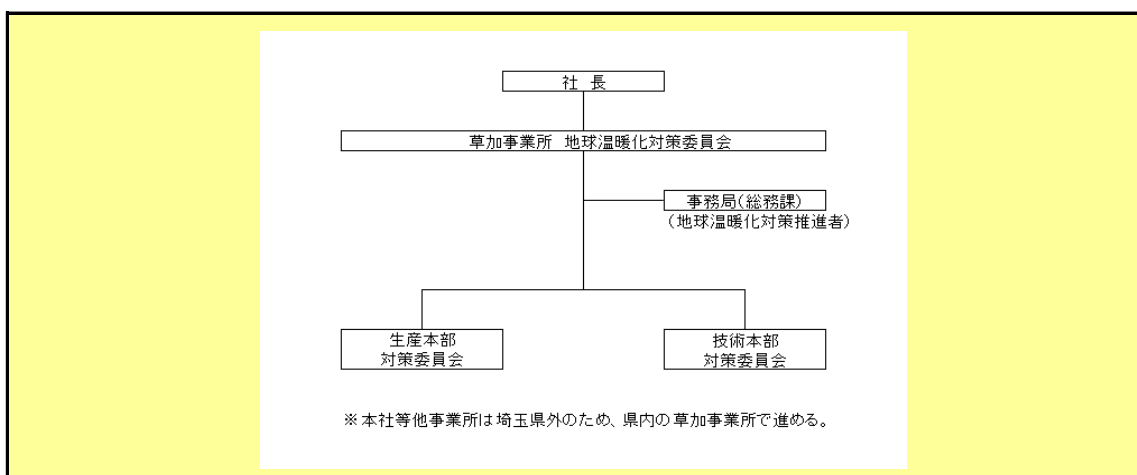 社 長
草加事業所 地球温暖化対策委員会
事務局(総務課)
(地球温暖化対策推進者)
生産本部
対策委員会
技術本部
対策委員会
※本社等他事業所は埼玉県外のため、県内の草加事業所で進める。